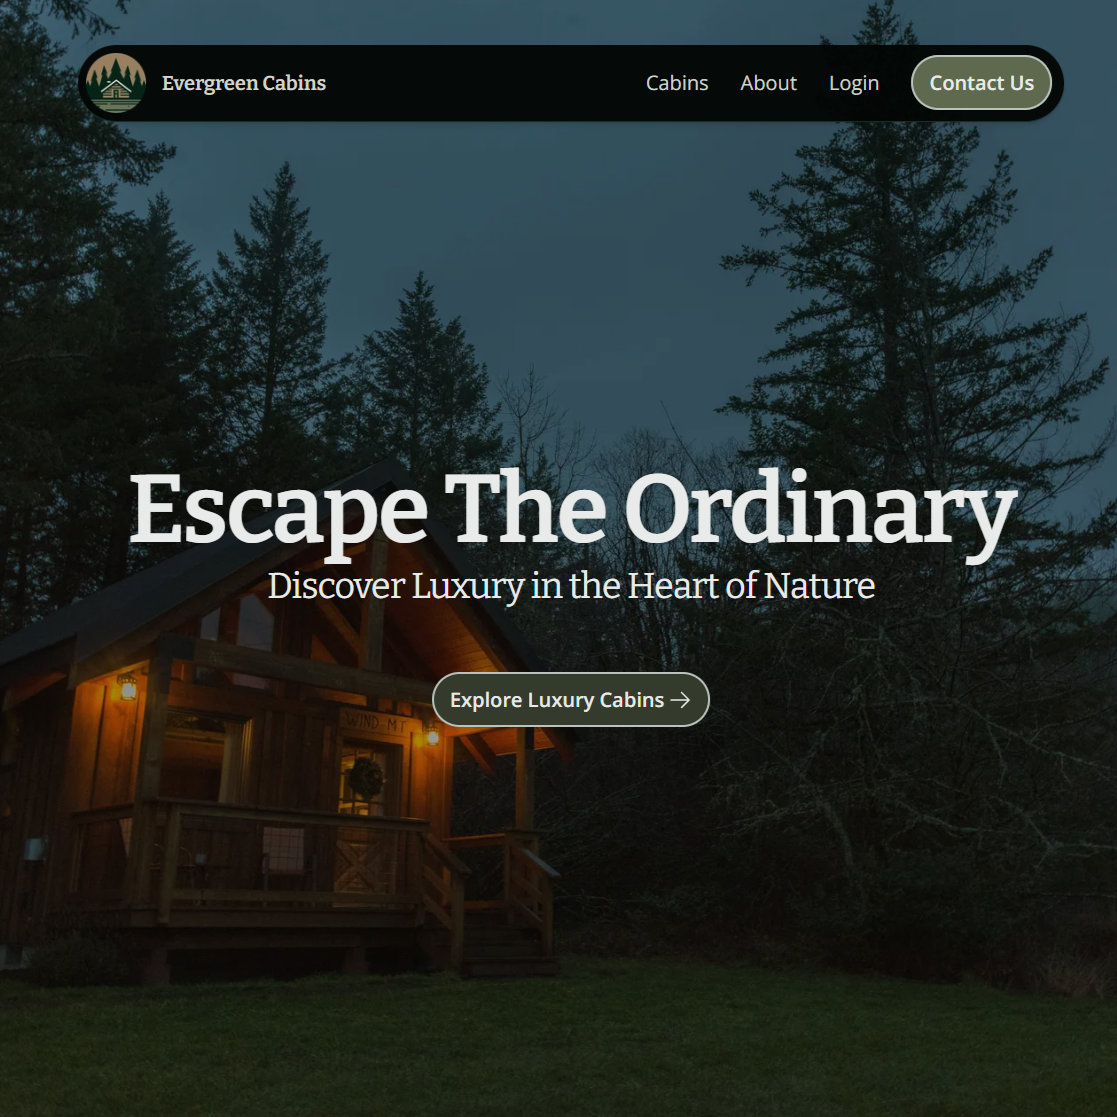 Evergreen Cabins
Cabins About Login Contact Us
Escape The Ordinary
Discover Luxury in the Heart of Nature
Explore Luxury Cabins →
WIND-MT